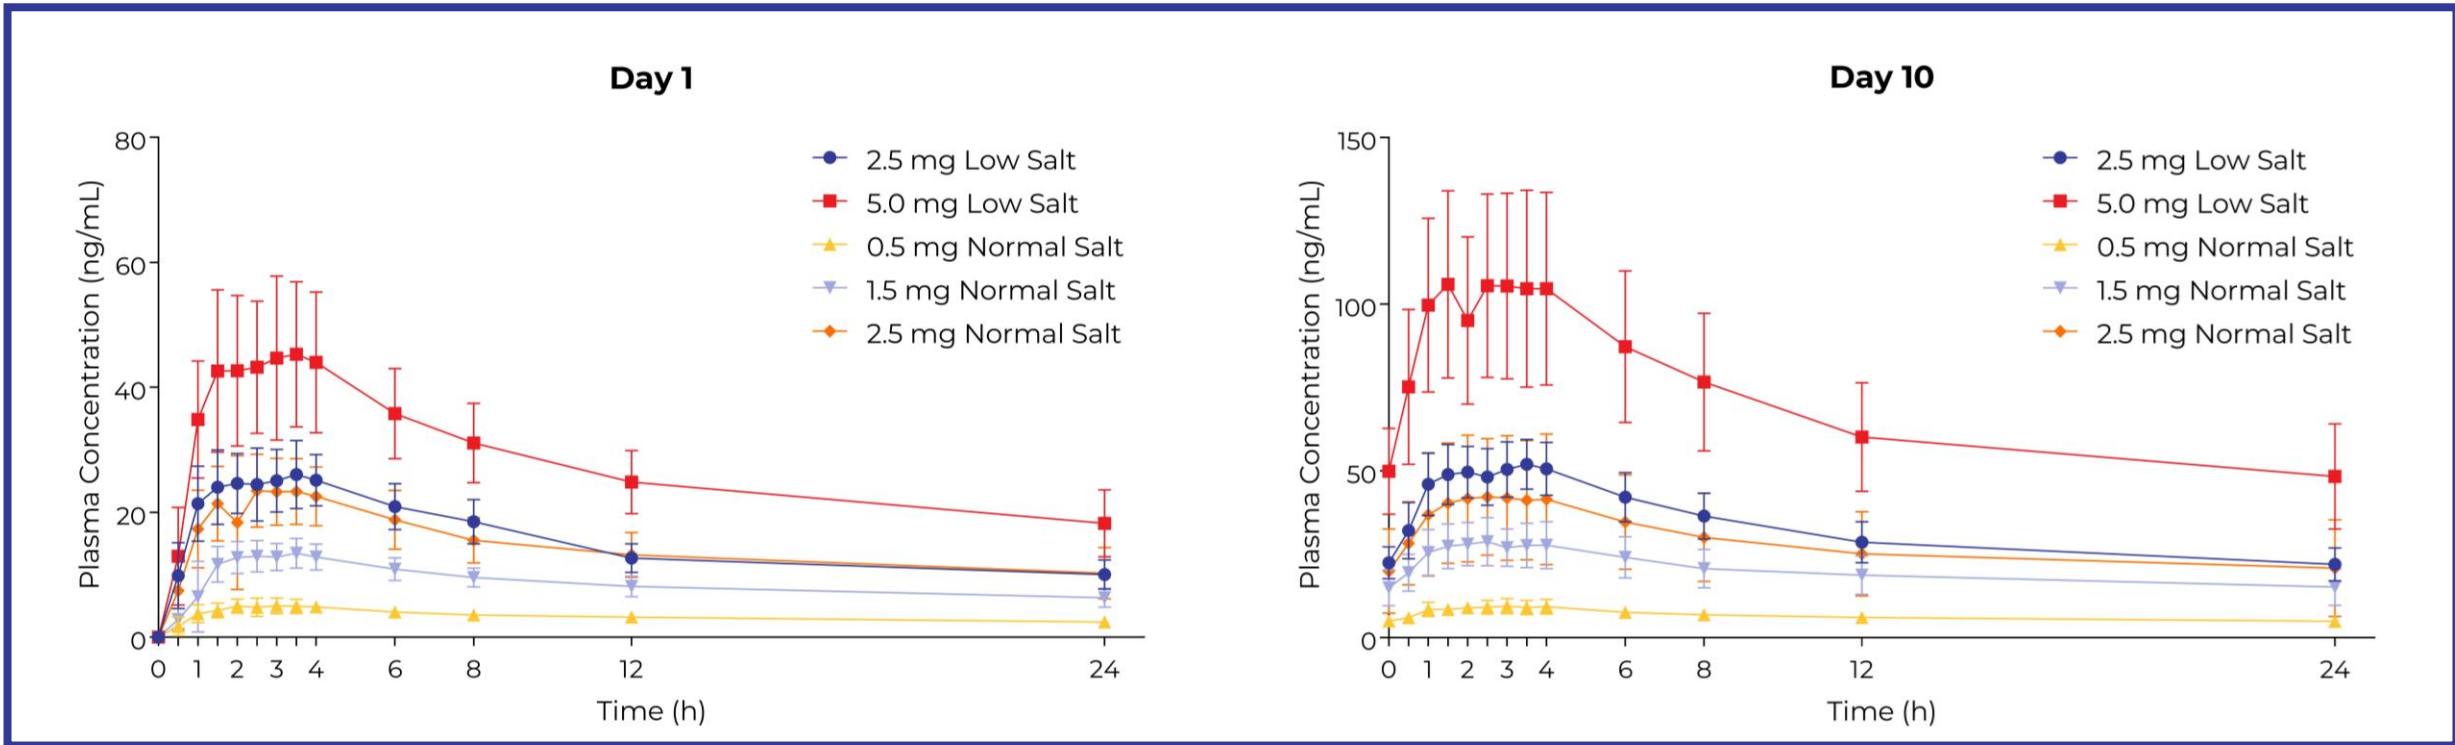 Day 1
80
60
40
20
0
Plasma Concentration (ng/mL)
2.5 mg Low Salt
5.0 mg Low Salt
0.5 mg Normal Salt
1.5 mg Normal Salt
2.5 mg Normal Salt
0 1 2 3 4 6 8 12 24
Time (h)
Day 10
150
100
50
0
Plasma Concentration (ng/mL)
2.5 mg Low Salt
5.0 mg Low Salt
0.5 mg Normal Salt
1.5 mg Normal Salt
2.5 mg Normal Salt
0 1 2 3 4 6 8 12 24
Time (h)